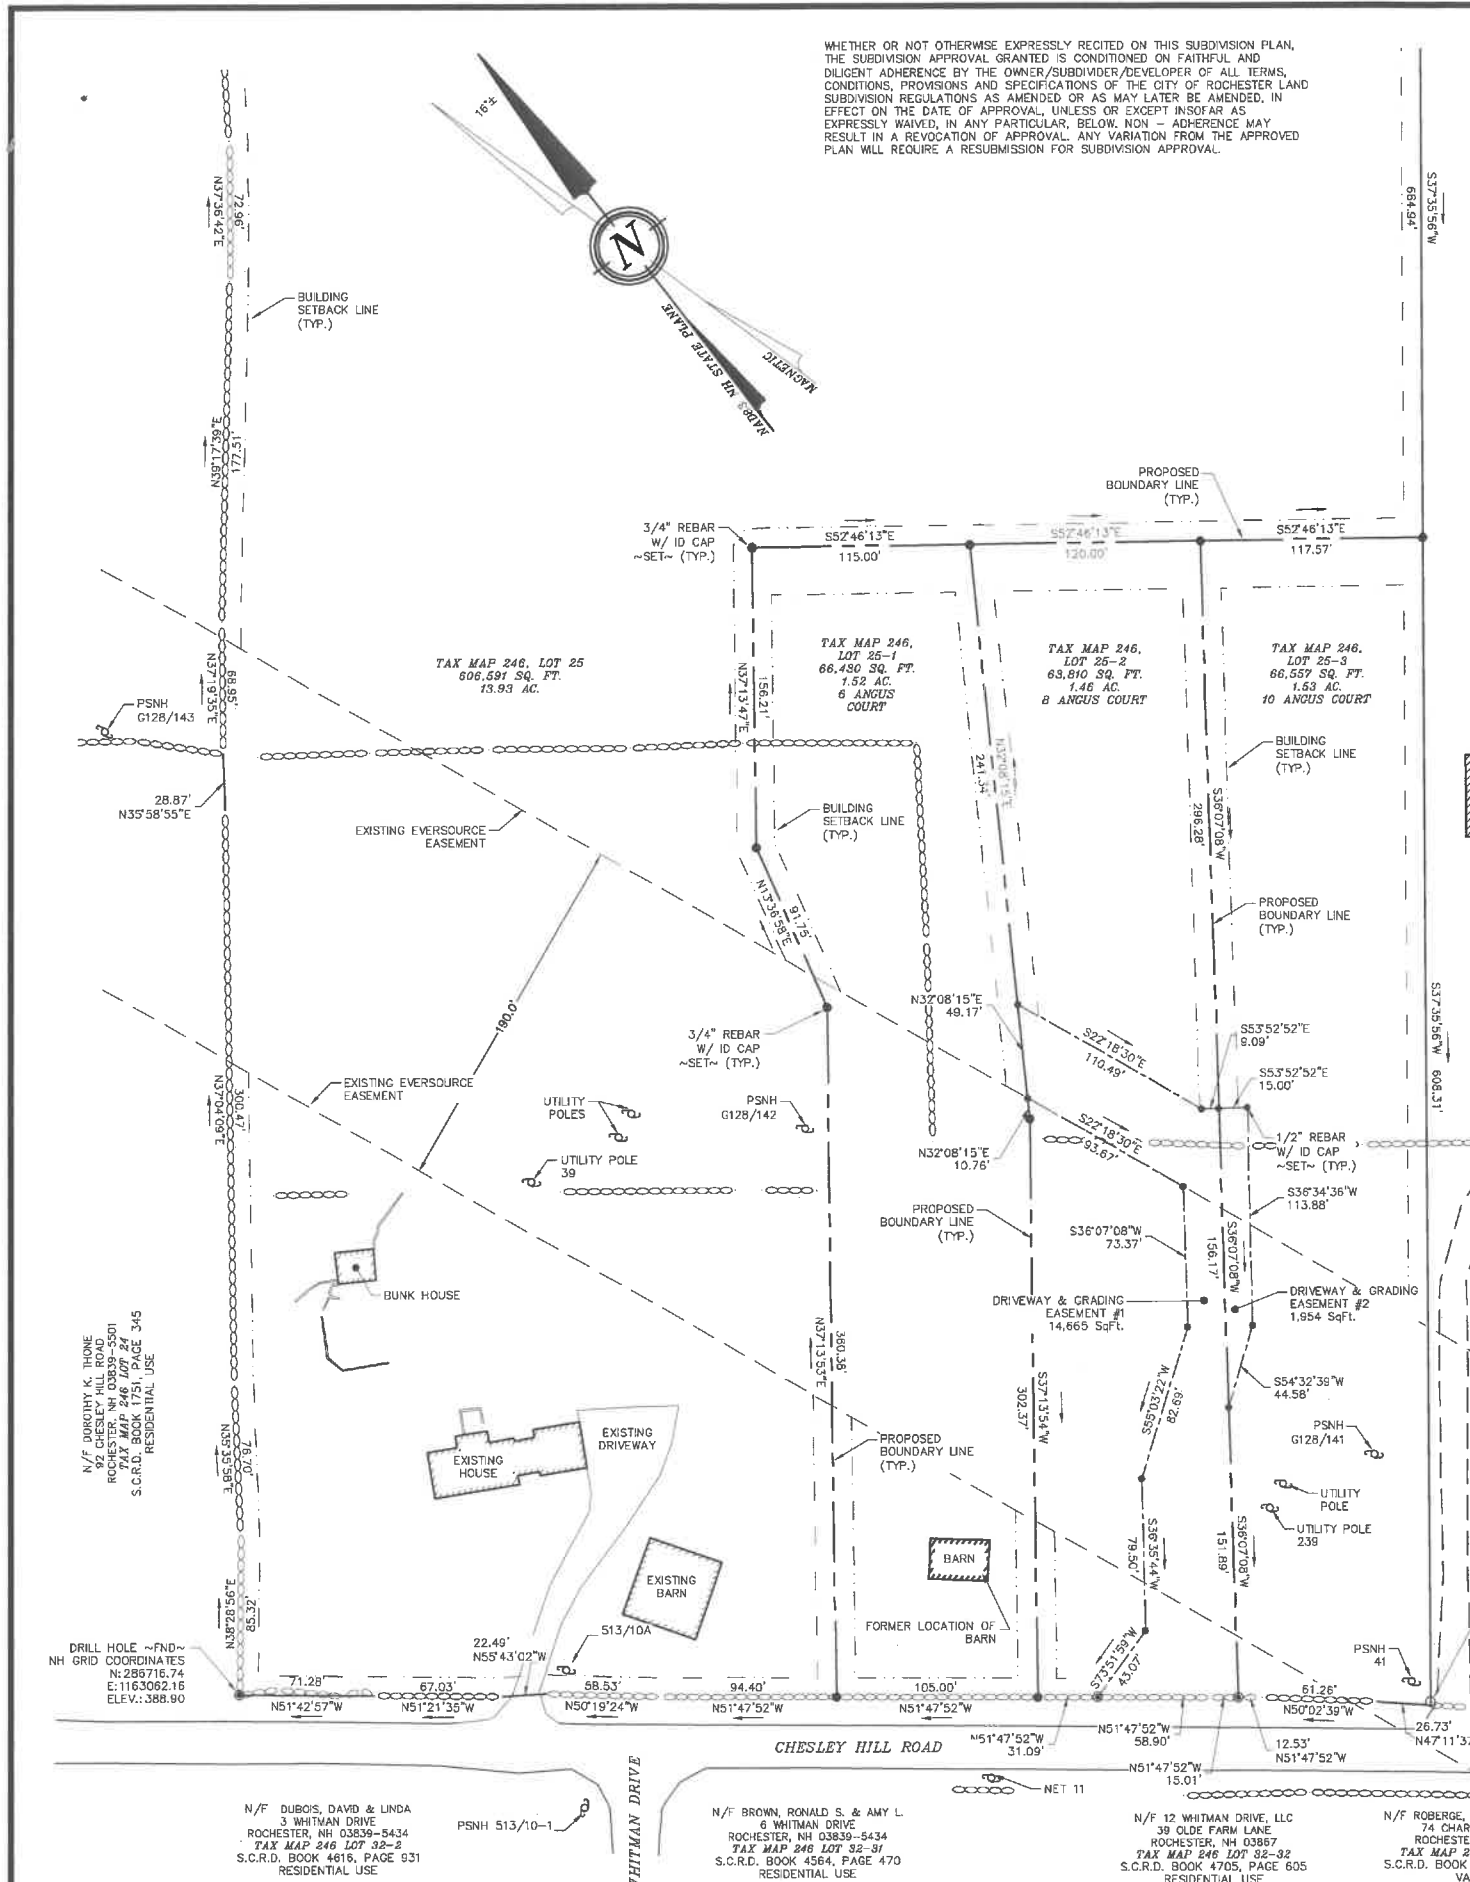 WHETHER OR NOT OTHERWISE EXPRESSLY RECITED ON THIS SUBDIVISION PLAN,
THE SUBDIVISION APPROVAL GRANTED IS CONDITIONED ON FAITHFUL AND
DILIGENT ADHERENCE BY THE OWNER/SUBDIVIDER/DEVELOPER OF ALL TERMS,
CONDITIONS, PROVISIONS AND SPECIFICATIONS OF THE CITY OF ROCHESTER LAND
SUBDIVISION REGULATIONS AS AMENDED OR AS MAY LATER BE AMENDED, IN
EFFECT ON THE DATE OF APPROVAL, UNLESS OR EXCEPT INSOFAR AS
EXPRESSLY WAIVED, IN ANY PARTICULAR, BELOW. NON - ADHERENCE MAY
RESULT IN A REVOCATION OF APPROVAL. ANY VARIATION FROM THE APPROVED
PLAN WILL REQUIRE A RESUBMISSION FOR SUBDIVISION APPROVAL.
16°±
N
NAD83 NH STATE PLANE
MAGNETIC
N37°36'42"E
72.96'
S37°35'56"W
664.94'
BUILDING
SETBACK LINE
(TYP.)
N39°17'39"E
177.51'
PROPOSED
BOUNDARY LINE
(TYP.)
3/4" REBAR
W/ ID CAP
~SET~ (TYP.)
S52°46'13"E
115.00'
S52°46'13"E
120.00'
S52°46'13"E
117.57'
TAX MAP 246, LOT 25
606,591 SQ. FT.
13.93 AC.
TAX MAP 246,
LOT 25-1
66,430 SQ. FT.
1.52 AC.
6 ANGUS
COURT
TAX MAP 246,
LOT 25-2
63,810 SQ. FT.
1.46 AC.
8 ANGUS COURT
TAX MAP 246,
LOT 25-3
66,557 SQ. FT.
1.53 AC.
10 ANGUS COURT
N37°19'35"E
68.95'
N37°13'47"E
156.21'
PSNH
G128/143
N32°08'15"E
241.34'
BUILDING
SETBACK LINE
(TYP.)
28.87'
N35°58'55"E
EXISTING EVERSOURCE
EASEMENT
BUILDING
SETBACK LINE
(TYP.)
S36°07'08"W
296.28'
N13°36'58"E
91.75'
PROPOSED
BOUNDARY LINE
(TYP.)
190.0'
3/4" REBAR
W/ ID CAP
~SET~ (TYP.)
N32°08'15"E
49.17'
S22°18'30"E
110.49'
S53°52'52"E
9.09'
S53°52'52"E
15.00'
S37°35'56"W 608.31'
N37°04'09"E
300.47'
EXISTING EVERSOURCE
EASEMENT
UTILITY
POLES
PSNH
G128/142
UTILITY POLE
39
N32°08'15"E
10.76'
S22°18'30"E
93.67'
1/2" REBAR
W/ ID CAP
~SET~ (TYP.)
S36°34'36"W
113.88'
PROPOSED
BOUNDARY LINE
(TYP.)
S36°07'08"W
73.37'
S36°07'08"W
156.17'
BUNK HOUSE
DRIVEWAY & GRADING
EASEMENT #1
14,665 SqFt.
DRIVEWAY & GRADING
EASEMENT #2
1,954 SqFt.
N37°13'53"E
360.36'
S37°13'54"W
302.37'
S55°03'22"W
82.69'
S54°32'39"W
44.58'
N/F DOROTHY K. THONE
92 CHESLEY HILL ROAD
ROCHESTER, NH 03839-5501
TAX MAP 246 LOT 24
S.C.R.D. BOOK 1751, PAGE 345
RESIDENTIAL USE
N35°35'58"E
76.70'
EXISTING
HOUSE
EXISTING
DRIVEWAY
PROPOSED
BOUNDARY LINE
(TYP.)
PSNH
G128/141
UTILITY
POLE
UTILITY POLE
239
S36°35'44"W
79.50'
S36°07'08"W
151.89'
EXISTING
BARN
BARN
FORMER LOCATION OF
BARN
N38°28'56"E
85.32'
DRILL HOLE ~FND~
NH GRID COORDINATES
N:286716.74
E:1163062.16
ELEV.:388.90
22.49'
N55°43'02"W
513/10A
S73°51'59"W
43.07'
PSNH
41
71.28
N51°42'57"W
67.03'
N51°21'35"W
58.53'
N50°19'24"W
94.40'
N51°47'52"W
105.00'
N51°47'52"W
61.26'
N50°02'39"W
N51°47'52"W
31.09'
N51°47'52"W
58.90'
12.53'
N51°47'52"W
26.73'
N47°11'37
N51°47'52"W
15.01'
CHESLEY HILL ROAD
WHITMAN DRIVE
NET 11
PSNH 513/10-1
N/F DUBOIS, DAVID & LINDA
3 WHITMAN DRIVE
ROCHESTER, NH 03839-5434
TAX MAP 246 LOT 32-2
S.C.R.D. BOOK 4616, PAGE 931
RESIDENTIAL USE
N/F BROWN, RONALD S. & AMY L.
6 WHITMAN DRIVE
ROCHESTER, NH 03839-5434
TAX MAP 246 LOT 32-31
S.C.R.D. BOOK 4564, PAGE 470
RESIDENTIAL USE
N/F 12 WHITMAN DRIVE, LLC
39 OLDE FARM LANE
ROCHESTER, NH 03867
TAX MAP 246 LOT 32-32
S.C.R.D. BOOK 4705, PAGE 605
RESIDENTIAL USE
N/F ROBERGE,
74 CHAR
ROCHESTE
TAX MAP 2
S.C.R.D. BOOK
VA